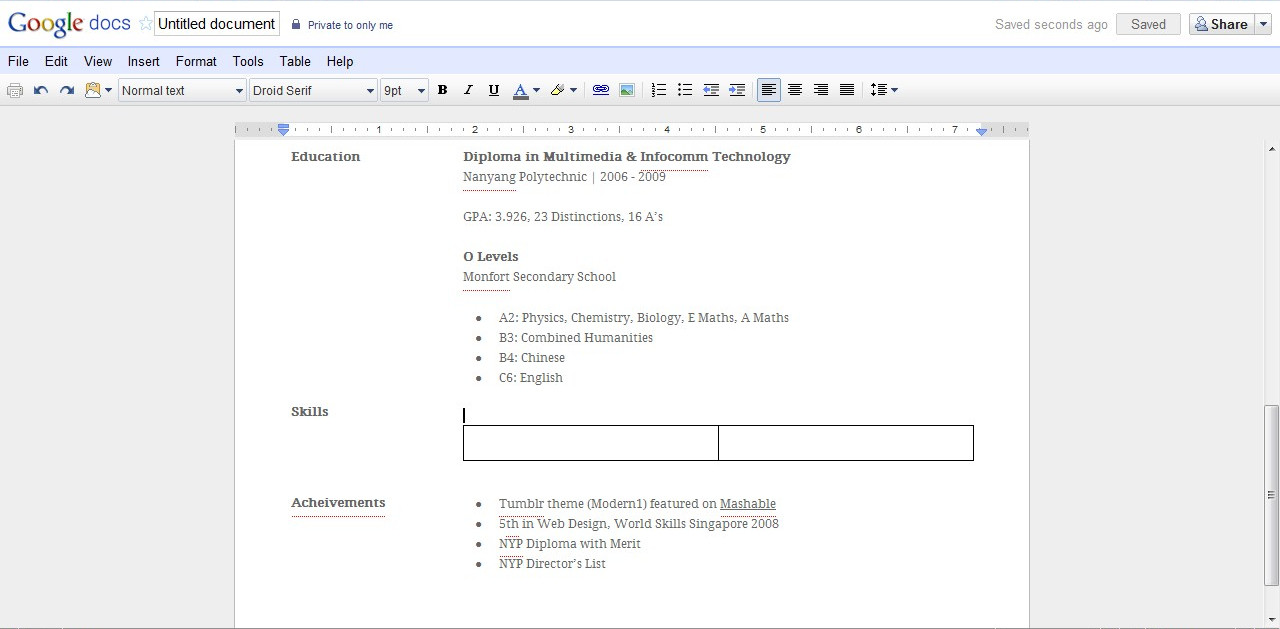 Google docs Untitled document Private to only me Saved seconds ago Saved Share
File Edit View Insert Format Tools Table Help
Normal text Droid Serif 9pt B I U A
1 2 3 4 5 6 7
Education Diploma in Multimedia & Infocomm Technology
Nanyang Polytechnic | 2006 - 2009
GPA: 3.926, 23 Distinctions, 16 A's
O Levels
Monfort Secondary School
• A2: Physics, Chemistry, Biology, E Maths, A Maths
• B3: Combined Humanities
• B4: Chinese
• C6: English
Skills
Acheivements • Tumblr theme (Modern1) featured on Mashable
• 5th in Web Design, World Skills Singapore 2008
• NYP Diploma with Merit
• NYP Director's List